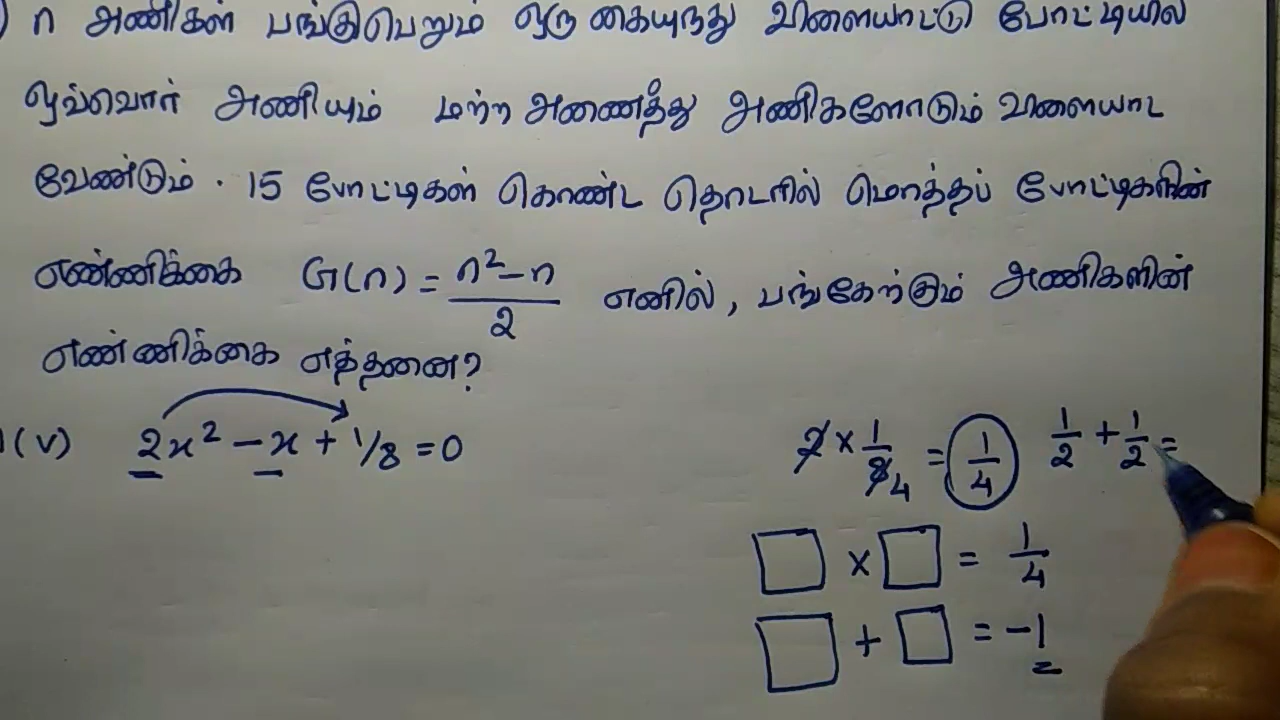 ) n அணிகள் பங்குபெறும் ஒரு கையுந்து விளையாட்டு போட்டியில்
ஒவ்வொர் அணியும் மற்ற அணைத்து அணிகளோடும் விளையாட
வேண்டும். 15 போட்டிகள் கொண்ட தொடரில் மொத்தப் போட்டிகளின்
எண்ணிக்கை G(n) = n²-n/2 எனில், பங்கேற்கும் அணிகளின்
எண்ணிக்கை எத்தனை?
(v) 2x² - x + 1/8 = 0
2 × 1/8 4 = 1/4 1/2 + 1/2 =
□ × □ = 1/4
□ + □ = -1